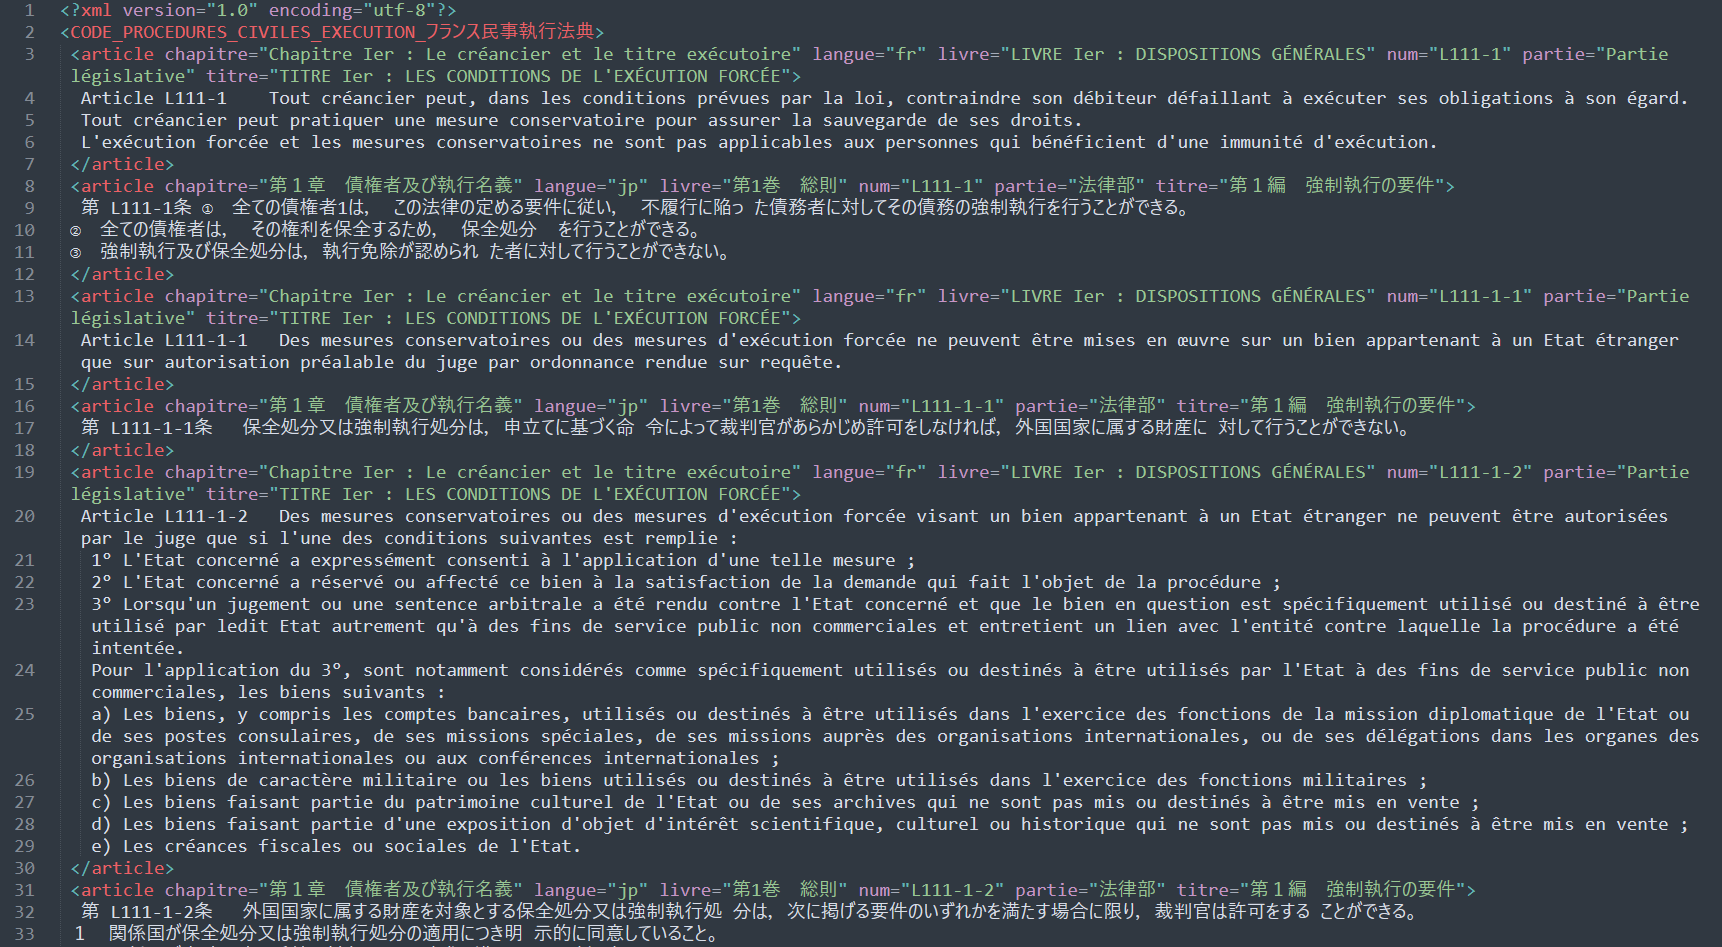 1 <?xml version="1.0" encoding="utf-8"?>
2 <CODE_PROCEDURES_CIVILES_EXECUTION_フランス民事執行法典>
3 <article chapitre="Chapitre Ier : Le créancier et le titre exécutoire" langue="fr" livre="LIVRE Ier : DISPOSITIONS GÉNÉRALES" num="L111-1" partie="Partie
législative" titre="TITRE Ier : LES CONDITIONS DE L'EXÉCUTION FORCÉE">
4 Article L111-1    Tout créancier peut, dans les conditions prévues par la loi, contraindre son débiteur défaillant à exécuter ses obligations à son égard.
5 Tout créancier peut pratiquer une mesure conservatoire pour assurer la sauvegarde de ses droits.
6 L'exécution forcée et les mesures conservatoires ne sont pas applicables aux personnes qui bénéficient d'une immunité d'exécution.
7 </article>
8 <article chapitre="第１章　債権者及び執行名義" langue="jp" livre="第1巻　総則" num="L111-1" partie="法律部" titre="第１編　強制執行の要件">
9 第 L111-1条 ①　全ての債権者1は，　この法律の定める要件に従い，　不履行に陥っ た債務者に対してその債務の強制執行を行うことができる。
10 ②　全ての債権者は，　その権利を保全するため，　保全処分　を行うことができる。
11 ③　強制執行及び保全処分は，執行免除が認められ た者に対して行うことができない。
12 </article>
13 <article chapitre="Chapitre Ier : Le créancier et le titre exécutoire" langue="fr" livre="LIVRE Ier : DISPOSITIONS GÉNÉRALES" num="L111-1-1" partie="Partie
législative" titre="TITRE Ier : LES CONDITIONS DE L'EXÉCUTION FORCÉE">
14 Article L111-1-1   Des mesures conservatoires ou des mesures d'exécution forcée ne peuvent être mises en œuvre sur un bien appartenant à un Etat étranger
que sur autorisation préalable du juge par ordonnance rendue sur requête.
15 </article>
16 <article chapitre="第１章　債権者及び執行名義" langue="jp" livre="第1巻　総則" num="L111-1-1" partie="法律部" titre="第１編　強制執行の要件">
17 第 L111-1-1条　 保全処分又は強制執行処分は，申立てに基づく命 令によって裁判官があらかじめ許可をしなければ，外国国家に属する財産に 対して行うことができない。
18 </article>
19 <article chapitre="Chapitre Ier : Le créancier et le titre exécutoire" langue="fr" livre="LIVRE Ier : DISPOSITIONS GÉNÉRALES" num="L111-1-2" partie="Partie
législative" titre="TITRE Ier : LES CONDITIONS DE L'EXÉCUTION FORCÉE">
20 Article L111-1-2   Des mesures conservatoires ou des mesures d'exécution forcée visant un bien appartenant à un Etat étranger ne peuvent être autorisées
par le juge que si l'une des conditions suivantes est remplie :
21 1º L'Etat concerné a expressément consenti à l'application d'une telle mesure ;
22 2º L'Etat concerné a réservé ou affecté ce bien à la satisfaction de la demande qui fait l'objet de la procédure ;
23 3º Lorsqu'un jugement ou une sentence arbitrale a été rendu contre l'Etat concerné et que le bien en question est spécifiquement utilisé ou destiné à être
utilisé par ledit Etat autrement qu'à des fins de service public non commerciales et entretient un lien avec l'entité contre laquelle la procédure a été
intentée.
24 Pour l'application du 3º, sont notamment considérés comme spécifiquement utilisés ou destinés à être utilisés par l'Etat à des fins de service public non
commerciales, les biens suivants :
25 a) Les biens, y compris les comptes bancaires, utilisés ou destinés à être utilisés dans l'exercice des fonctions de la mission diplomatique de l'Etat ou
de ses postes consulaires, de ses missions spéciales, de ses missions auprès des organisations internationales, ou de ses délégations dans les organes des
organisations internationales ou aux conférences internationales ;
26 b) Les biens de caractère militaire ou les biens utilisés ou destinés à être utilisés dans l'exercice des fonctions militaires ;
27 c) Les biens faisant partie du patrimoine culturel de l'Etat ou de ses archives qui ne sont pas mis ou destinés à être mis en vente ;
28 d) Les biens faisant partie d'une exposition d'objet d'intérêt scientifique, culturel ou historique qui ne sont pas mis ou destinés à être mis en vente ;
29 e) Les créances fiscales ou sociales de l'Etat.
30 </article>
31 <article chapitre="第１章　債権者及び執行名義" langue="jp" livre="第1巻　総則" num="L111-1-2" partie="法律部" titre="第１編　強制執行の要件">
32 第 L111-1-2条　 外国国家に属する財産を対象とする保全処分又は強制執行処 分は，次に掲げる要件のいずれかを満たす場合に限り，裁判官は許可をする ことができる。
33 1　関係国が保全処分又は強制執行処分の適用につき明 示的に同意していること。